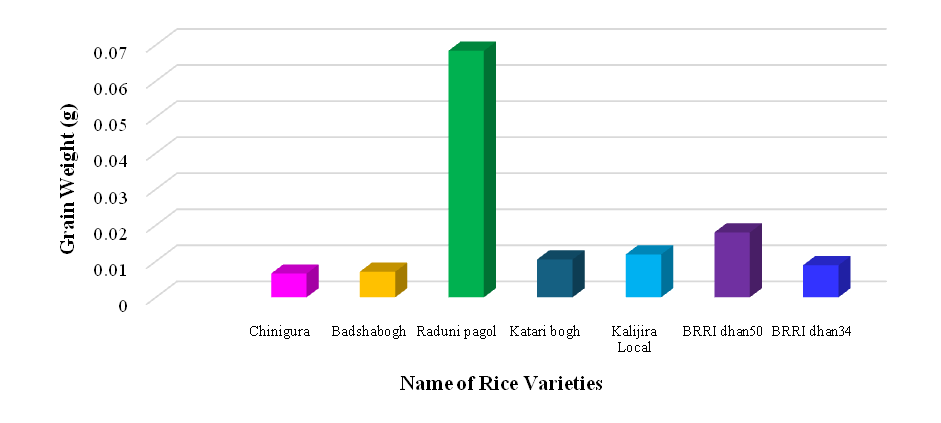 0.07
0.06
0.05
0.04
0.03
0.02
0.01
0
Grain Weight (g)
Chinigura
Badshabogh
Raduni pagol
Katari bogh
Kalijira
Local
BRRI dhan50
BRRI dhan34
Name of Rice Varieties